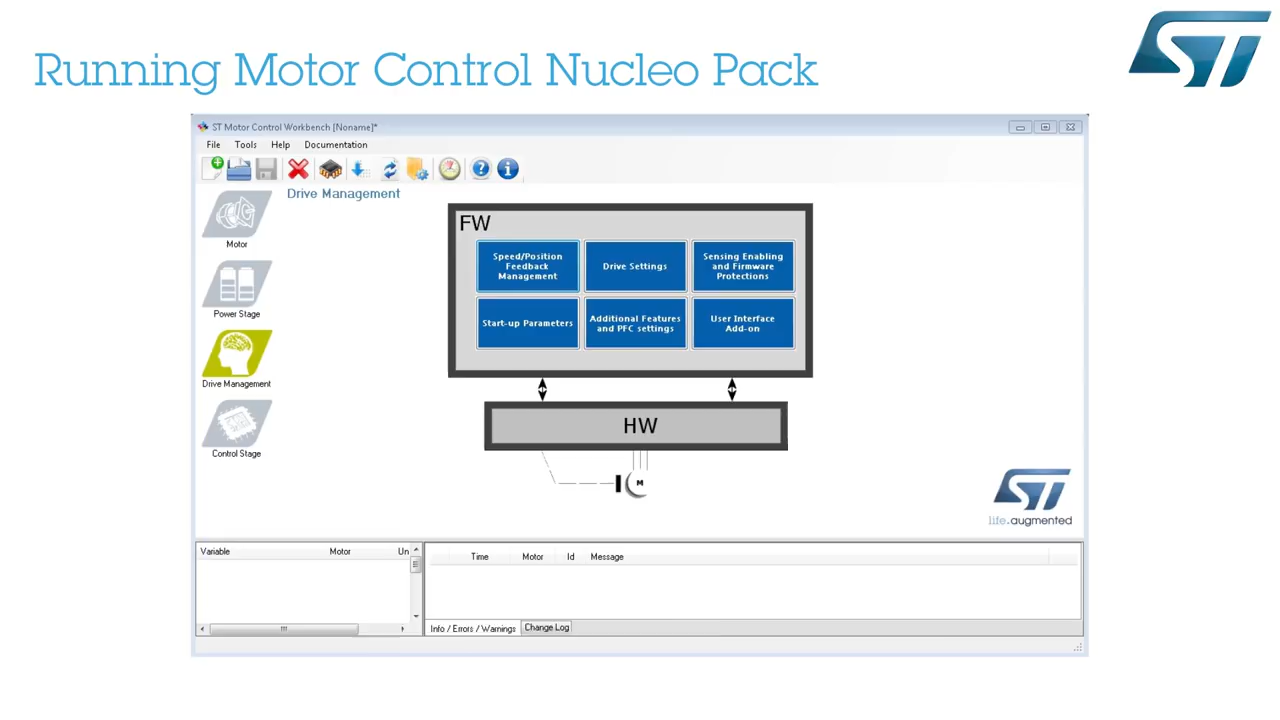 ST
Running Motor Control Nucleo Pack
ST Motor Control Workbench [Noname]*
File Tools Help Documentation
Drive Management
Motor
Power Stage
Drive Management
Control Stage
FW
Speed/Position
Feedback
Management
Drive Settings
Sensing Enabling
and Firmware
Protections
Start-up Parameters
Additional Features
and PFC settings
User Interface
Add-on
HW
M
ST
life.augmented
Variable Motor Un
Time Motor Id Message
Info / Errors / Warnings Change Log